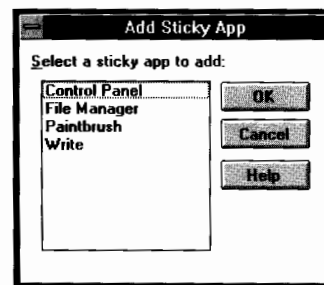 Add Sticky App
Select a sticky app to add:
Control Panel
File Manager
Paintbrush
Write
OK
Cancel
Help